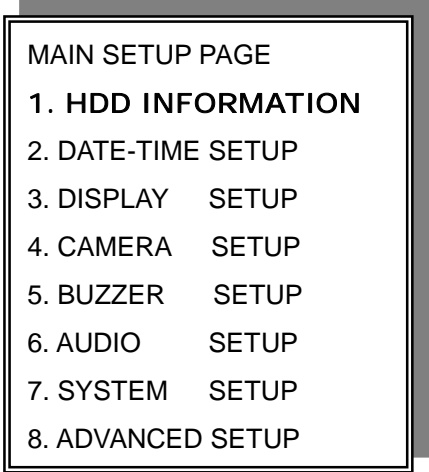 MAIN SETUP PAGE
1. HDD INFORMATION
2. DATE-TIME SETUP
3. DISPLAY SETUP
4. CAMERA SETUP
5. BUZZER SETUP
6. AUDIO SETUP
7. SYSTEM SETUP
8. ADVANCED SETUP